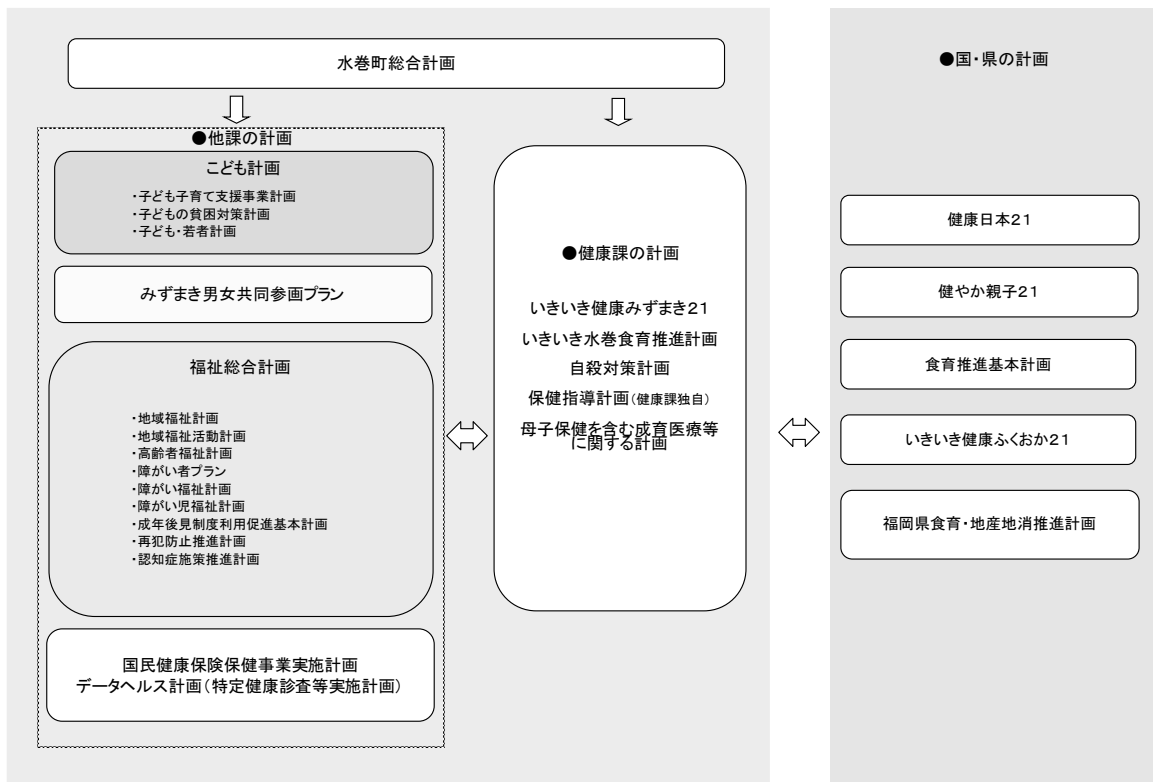 水巻町総合計画
●他課の計画
こども計画
・子ども子育て支援事業計画
・子どもの貧困対策計画
・子ども・若者計画
みずまき男女共同参画プラン
福祉総合計画
・地域福祉計画
・地域福祉活動計画
・高齢者福祉計画
・障がい者プラン
・障がい福祉計画
・障がい児福祉計画
・成年後見制度利用促進基本計画
・再犯防止推進計画
・認知症施策推進計画
国民健康保険保健事業実施計画
データヘルス計画(特定健康診査等実施計画)
●健康課の計画
いきいき健康みずまき21
いきいき水巻食育推進計画
自殺対策計画
保健指導計画(健康課独自)
母子保健を含む成育医療等
に関する計画
●国・県の計画
健康日本21
健やか親子21
食育推進基本計画
いきいき健康ふくおか21
福岡県食育・地産地消推進計画